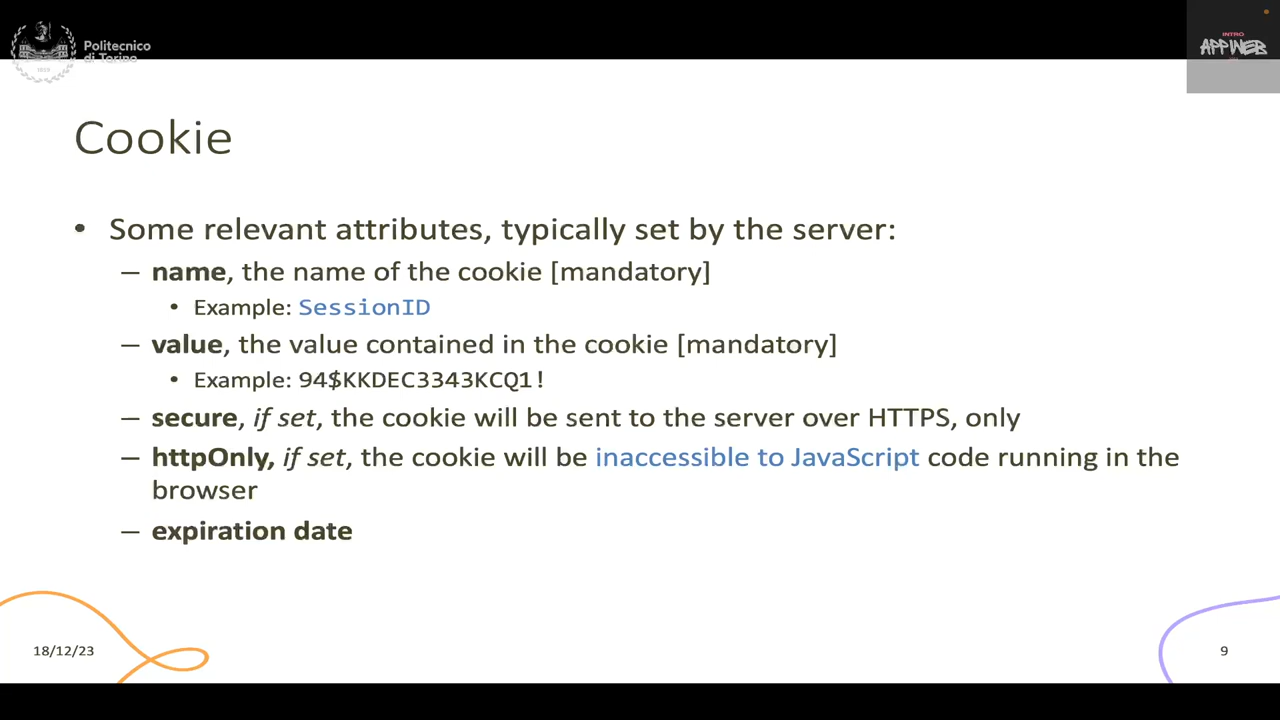 Politecnico
di Torino
INTRO
APPWEB
Cookie
• Some relevant attributes, typically set by the server:
– name, the name of the cookie [mandatory]
• Example: SessionID
– value, the value contained in the cookie [mandatory]
• Example: 94$KKDEC3343KCQ1!
– secure, if set, the cookie will be sent to the server over HTTPS, only
– httpOnly, if set, the cookie will be inaccessible to JavaScript code running in the
browser
– expiration date
18/12/23
9